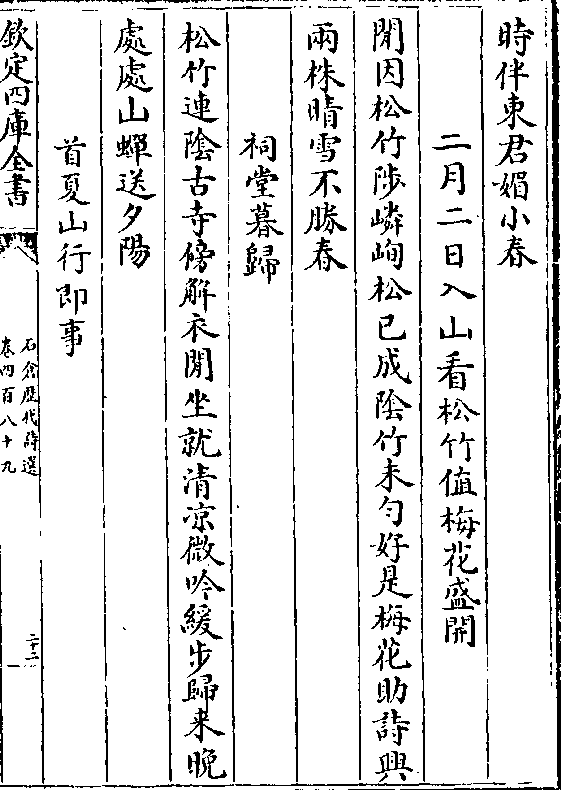 時伴東君媚小春
二月二日入山看松竹值梅花盛開
閒因松竹陟嶙峋松已成陰竹未勻好是梅花助詩興
兩株晴雪不勝春
祠堂暮歸
松竹連陰古寺傍解衣閒坐就清凉微吟緩步歸来晚
處處山蟬送夕陽
首夏山行即事
欽定四庫全書
石倉歴代詩選
卷四百八十九
二十二